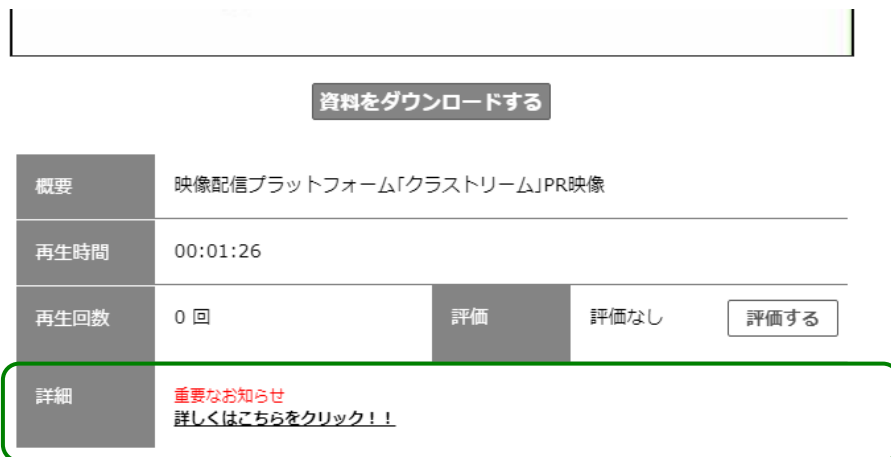 資料をダウンロードする
概要 映像配信プラットフォーム「クラストリーム」PR映像
再生時間 00:01:26
再生回数 0 回 評価 評価なし 評価する
詳細 重要なお知らせ
詳しくはこちらをクリック！！